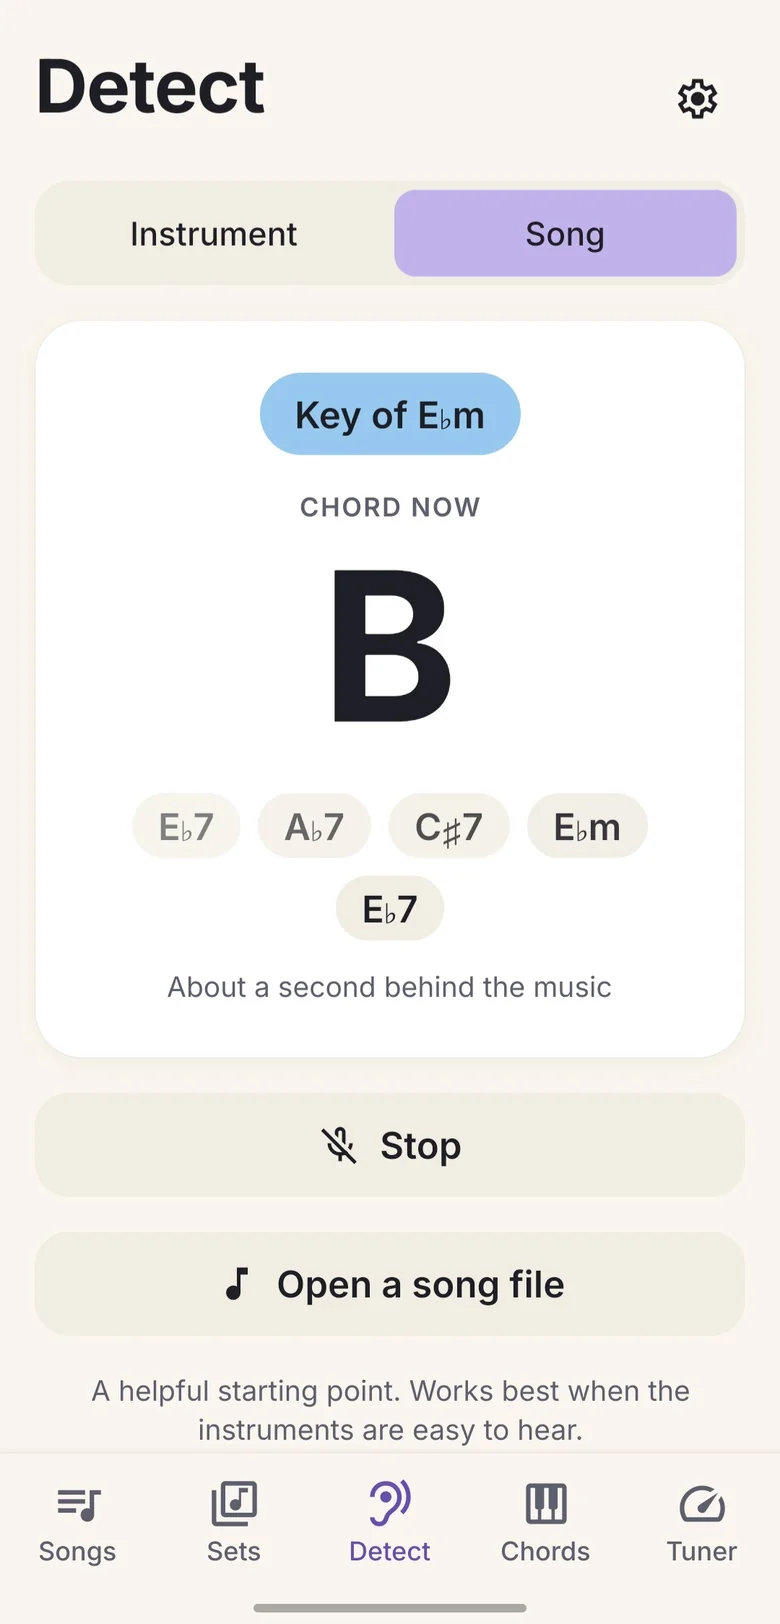 Detect
Instrument
Song
Key of E♭m
CHORD NOW
B
E♭7 A♭7 C♯7 E♭m
E♭7
About a second behind the music
Stop
Open a song file
A helpful starting point. Works best when the
instruments are easy to hear.
Songs Sets Detect Chords Tuner